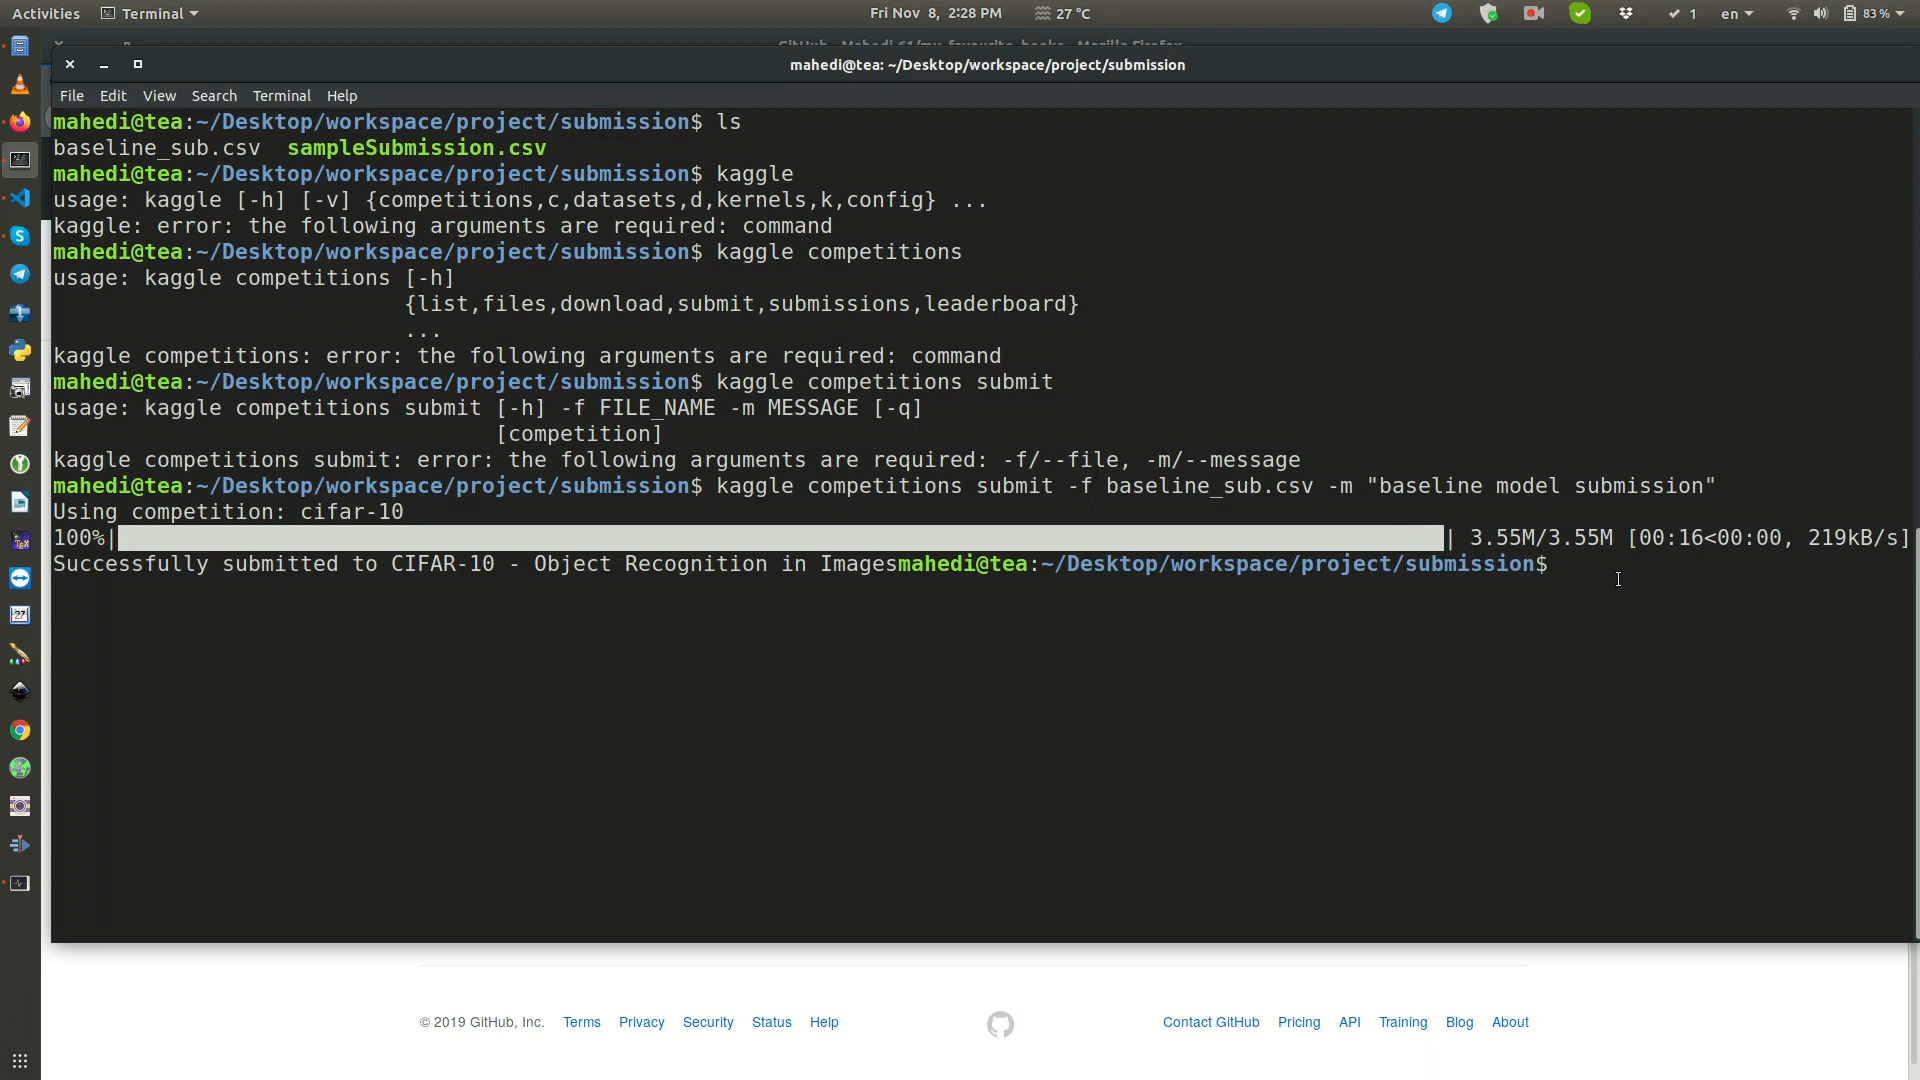 Activities Terminal Fri Nov 8, 2:28 PM 27 °C 1 en 83 %
GitHub - Mahedi-61/my_favourite_books - Mozilla Firefox
mahedi@tea: ~/Desktop/workspace/project/submission
File Edit View Search Terminal Help
mahedi@tea:~/Desktop/workspace/project/submission$ ls
baseline_sub.csv  sampleSubmission.csv
mahedi@tea:~/Desktop/workspace/project/submission$ kaggle
usage: kaggle [-h] [-v] {competitions,c,datasets,d,kernels,k,config} ...
kaggle: error: the following arguments are required: command
mahedi@tea:~/Desktop/workspace/project/submission$ kaggle competitions
usage: kaggle competitions [-h]
{list,files,download,submit,submissions,leaderboard}
...
kaggle competitions: error: the following arguments are required: command
mahedi@tea:~/Desktop/workspace/project/submission$ kaggle competitions submit
usage: kaggle competitions submit [-h] -f FILE_NAME -m MESSAGE [-q]
[competition]
kaggle competitions submit: error: the following arguments are required: -f/--file, -m/--message
mahedi@tea:~/Desktop/workspace/project/submission$ kaggle competitions submit -f baseline_sub.csv -m "baseline model submission"
Using competition: cifar-10
100%| | 3.55M/3.55M [00:16<00:00, 219kB/s]
Successfully submitted to CIFAR-10 - Object Recognition in Imagesmahedi@tea:~/Desktop/workspace/project/submission$
© 2019 GitHub, Inc. Terms Privacy Security Status Help Contact GitHub Pricing API Training Blog About